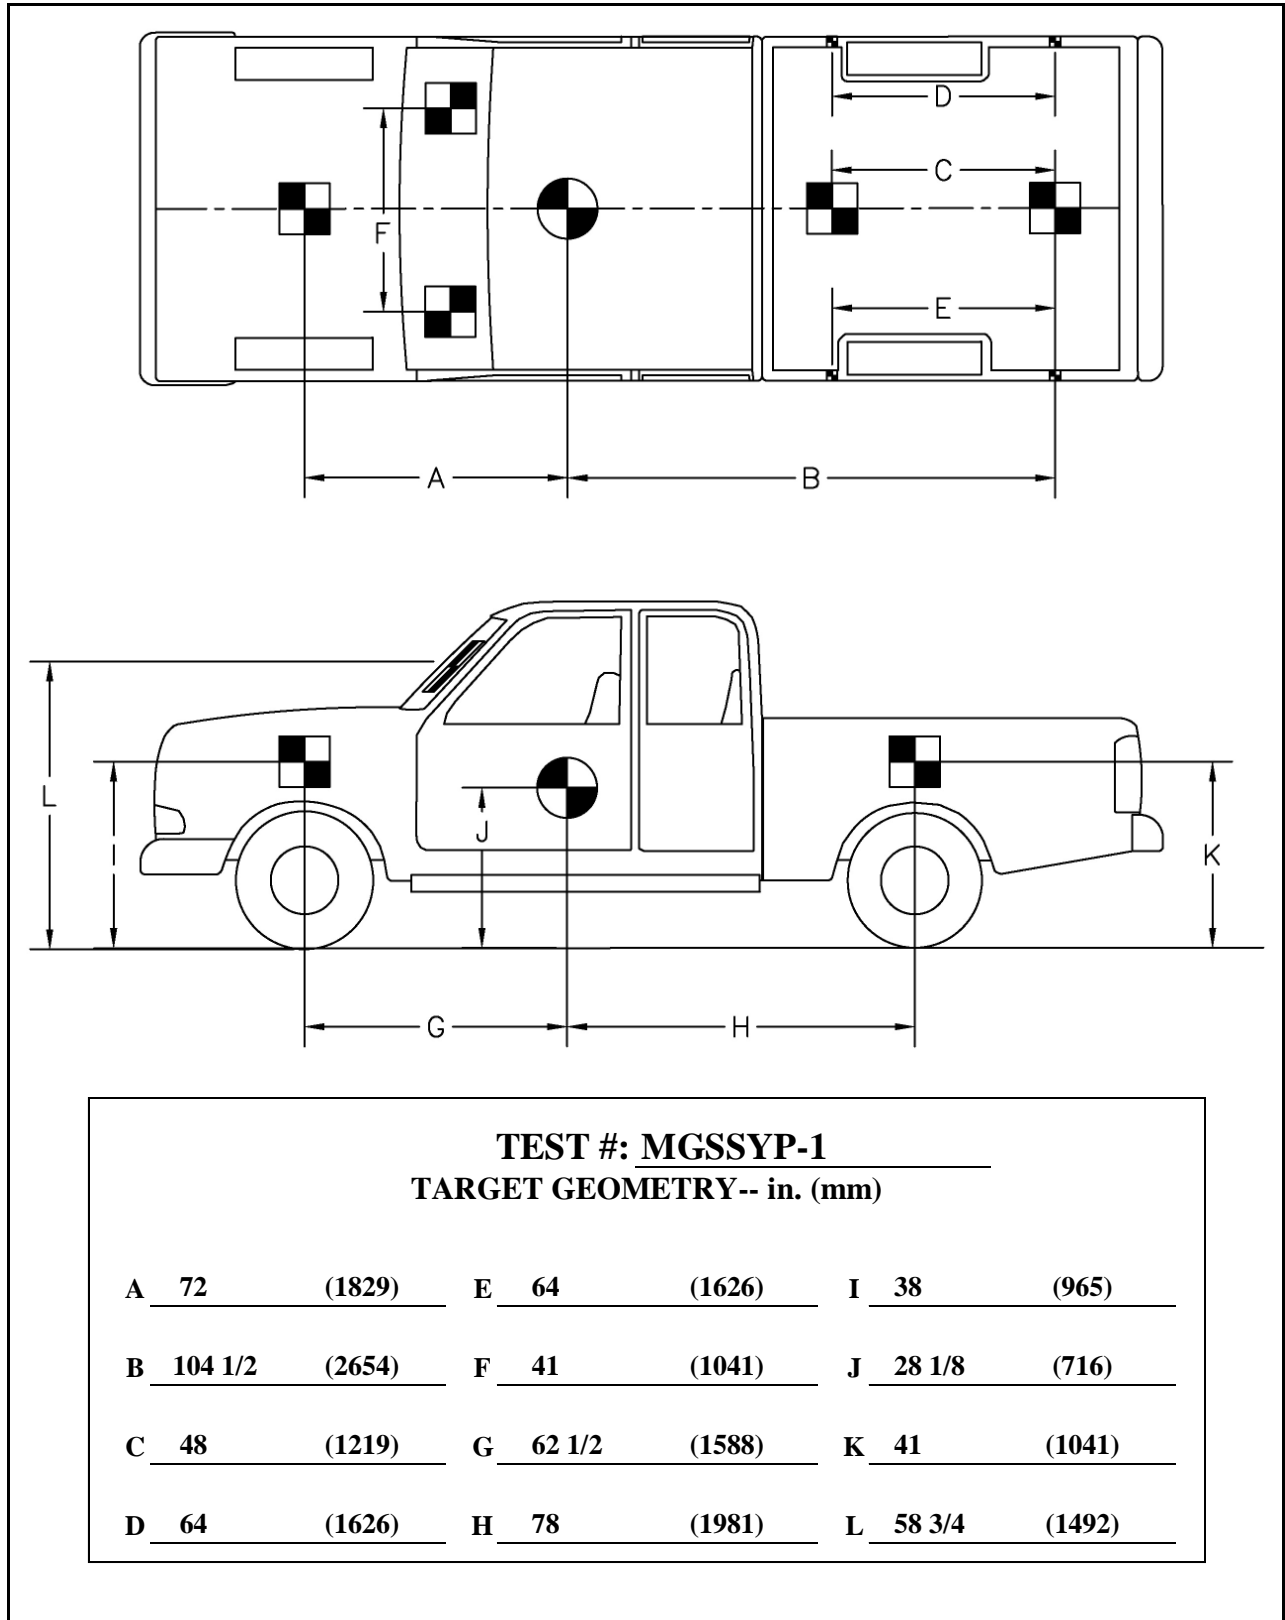 D
C
F
E
A
B
L
J
K
G
H
TEST #: MGSSYP-1
TARGET GEOMETRY-- in. (mm)
A 72 (1829) E 64 (1626) I 38 (965)
B 104 1/2 (2654) F 41 (1041) J 28 1/8 (716)
C 48 (1219) G 62 1/2 (1588) K 41 (1041)
D 64 (1626) H 78 (1981) L 58 3/4 (1492)